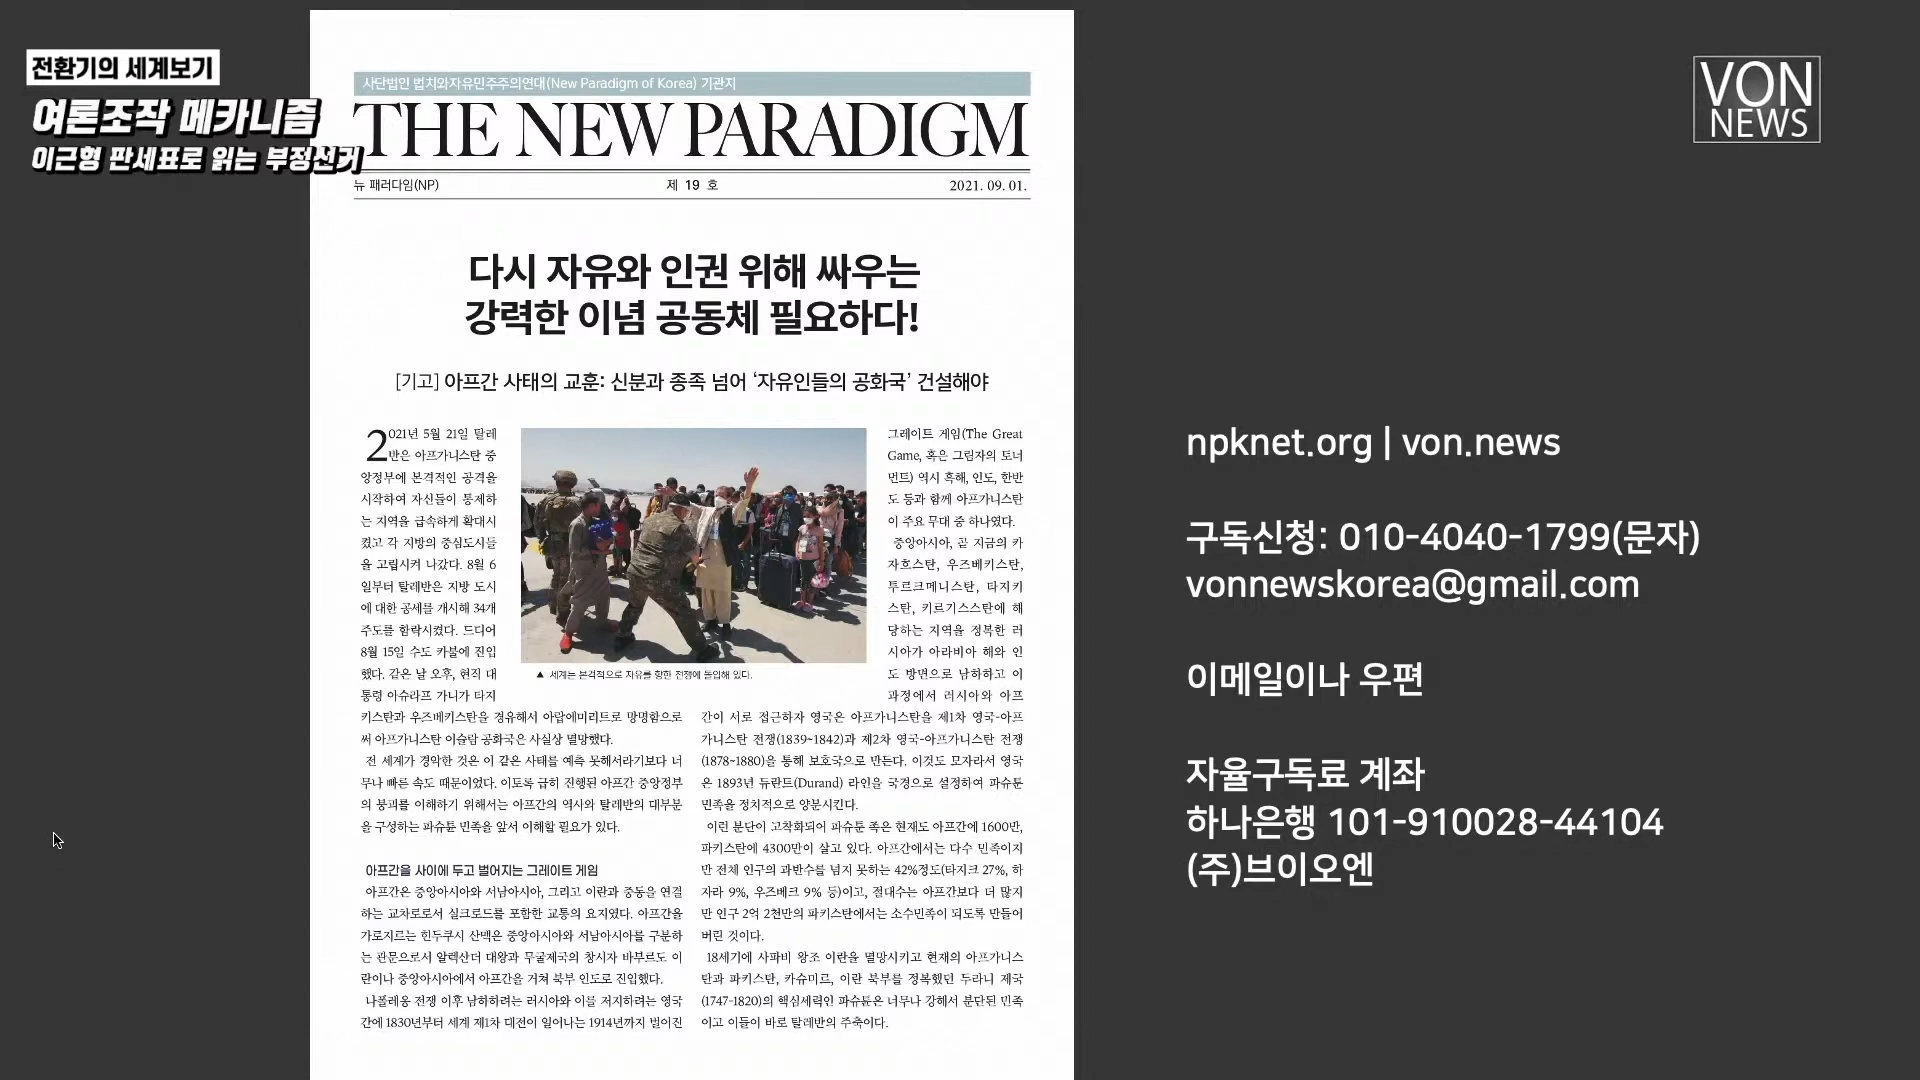 전환기의 세계보기
여론조작 메카니즘
이근형 판세표로 읽는 부정선거
VON
NEWS
사단법인 법치와자유민주주의연대(New Paradigm of Korea) 기관지
THE NEW PARADIGM
뉴 패러다임(NP) 제 19 호 2021. 09. 01.
다시 자유와 인권 위해 싸우는
강력한 이념 공동체 필요하다!
[기고] 아프간 사태의 교훈: 신분과 종족 넘어 ‘자유인들의 공화국’ 건설해야
2021년 5월 21일 탈레
반은 아프가니스탄 중
앙정부에 본격적인 공격을
시작하여 자신들이 통제하
는 지역을 급속하게 확대시
켰고 각 지방의 중심도시들
을 고립시켜 나갔다. 8월 6
일부터 탈레반은 지방 도시
에 대한 공세를 개시해 34개
주도를 함락시켰다. 드디어
8월 15일 수도 카불에 진입
했다. 같은 날 오후, 현직 대
통령 아슈라프 가니가 타지
키스탄과 우즈베키스탄을 경유해서 아랍에미리트로 망명함으로
써 아프가니스탄 이슬람 공화국은 사실상 멸망했다.
전 세계가 경악한 것은 이 같은 사태를 예측 못해서라기보다 너
무나 빠른 속도 때문이었다. 이토록 급히 진행된 아프간 중앙정부
의 붕괴를 이해하기 위해서는 아프간의 역사와 탈레반의 대부분
을 구성하는 파슈툰 민족을 앞서 이해할 필요가 있다.
아프간을 사이에 두고 벌어지는 그레이트 게임
아프간은 중앙아시아와 서남아시아, 그리고 이란과 중동을 연결
하는 교차로로서 실크로드를 포함한 교통의 요지였다. 아프간을
가로지르는 힌두쿠시 산맥은 중앙아시아와 서남아시아를 구분하
는 관문으로서 알렉산더 대왕과 무굴제국의 창시자 바부르도 이
란이나 중앙아시아에서 아프간을 거쳐 북부 인도로 진입했다.
나폴레옹 전쟁 이후 남하하려는 러시아와 이를 저지하려는 영국
간에 1830년부터 세계 제1차 대전이 일어나는 1914년까지 벌어진
▲ 세계는 본격적으로 자유를 향한 전쟁에 돌입해 있다.
그레이트 게임(The Great
Game, 혹은 그림자의 토너
먼트) 역시 흑해, 인도, 한반
도 등과 함께 아프가니스탄
이 주요 무대 중 하나였다.
중앙아시아, 곧 지금의 카
자흐스탄, 우즈베키스탄,
투르크메니스탄, 타지키
스탄, 키르기스스탄에 해
당하는 지역을 정복한 러
시아가 아라비아 해와 인
도 방면으로 남하하고 이
과정에서 러시아와 아프
간이 서로 접근하자 영국은 아프가니스탄을 제1차 영국-아프
가니스탄 전쟁(1839~1842)과 제2차 영국-아프가니스탄 전쟁
(1878~1880)을 통해 보호국으로 만든다. 이것도 모자라서 영국
은 1893년 듀란트(Durand) 라인을 국경으로 설정하여 파슈툰
민족을 정치적으로 양분시킨다.
이런 분단이 고착화되어 파슈툰 족은 현재도 아프간에 1600만,
파키스탄에 4300만이 살고 있다. 아프간에서는 다수 민족이지
만 전체 인구의 과반수를 넘지 못하는 42%정도(타지크 27%, 하
자라 9%, 우즈베크 9% 등)이고, 절대수는 아프간보다 더 많지
만 인구 2억 2천만의 파키스탄에서는 소수민족이 되도록 만들어
버린 것이다.
18세기에 사파비 왕조 이란을 멸망시키고 현재의 아프가니스
탄과 파키스탄, 카슈미르, 이란 북부를 정복했던 두라니 제국
(1747-1820)의 핵심세력인 파슈툰은 너무나 강해서 분단된 민족
이고 이들이 바로 탈레반의 주축이다.
npknet.org | von.news
구독신청: 010-4040-1799(문자)
vonnewskorea@gmail.com
이메일이나 우편
자율구독료 계좌
하나은행 101-910028-44104
(주)브이오엔